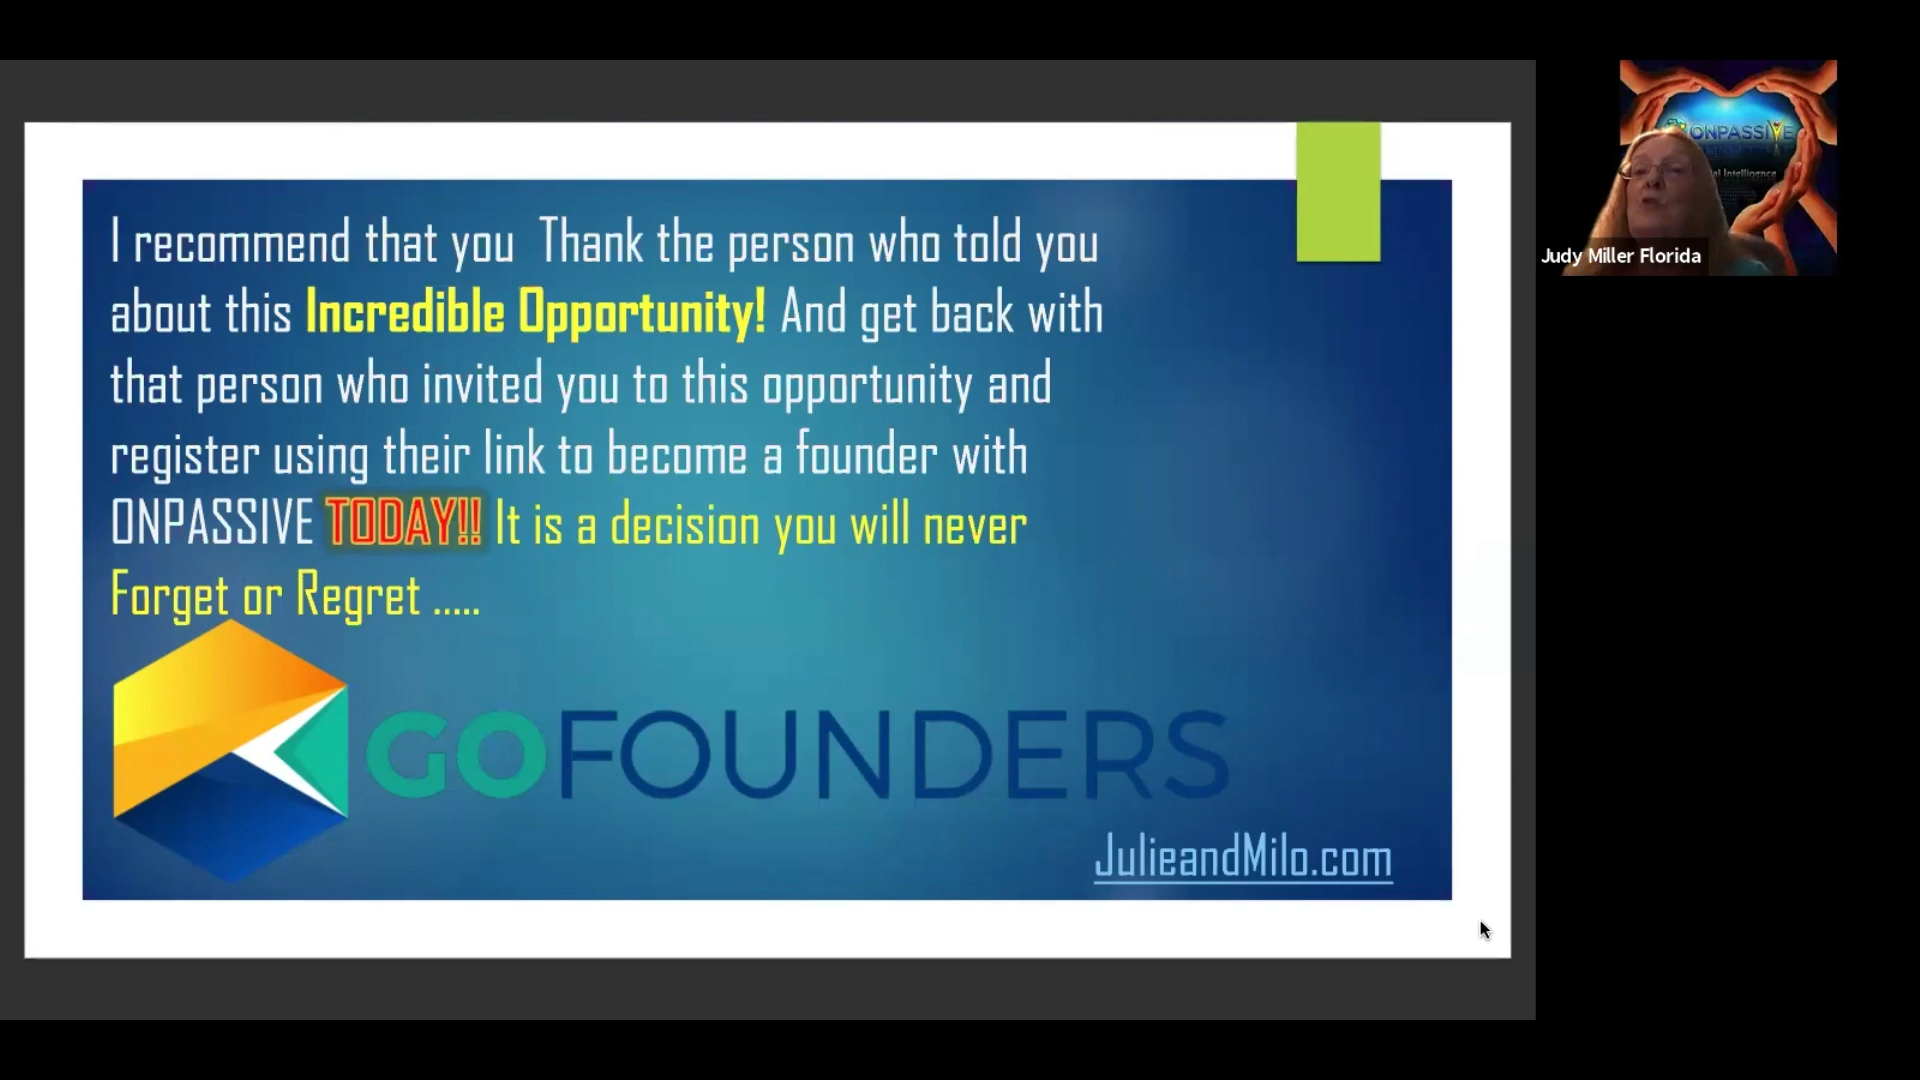 I recommend that you Thank the person who told you
about this Incredible Opportunity! And get back with
that person who invited you to this opportunity and
register using their link to become a founder with
ONPASSIVE TODAY!! It is a decision you will never
Forget or Regret .....
GOFOUNDERS
JulieandMilo.com
ONPASSIVE
Intelligence
Judy Miller Florida